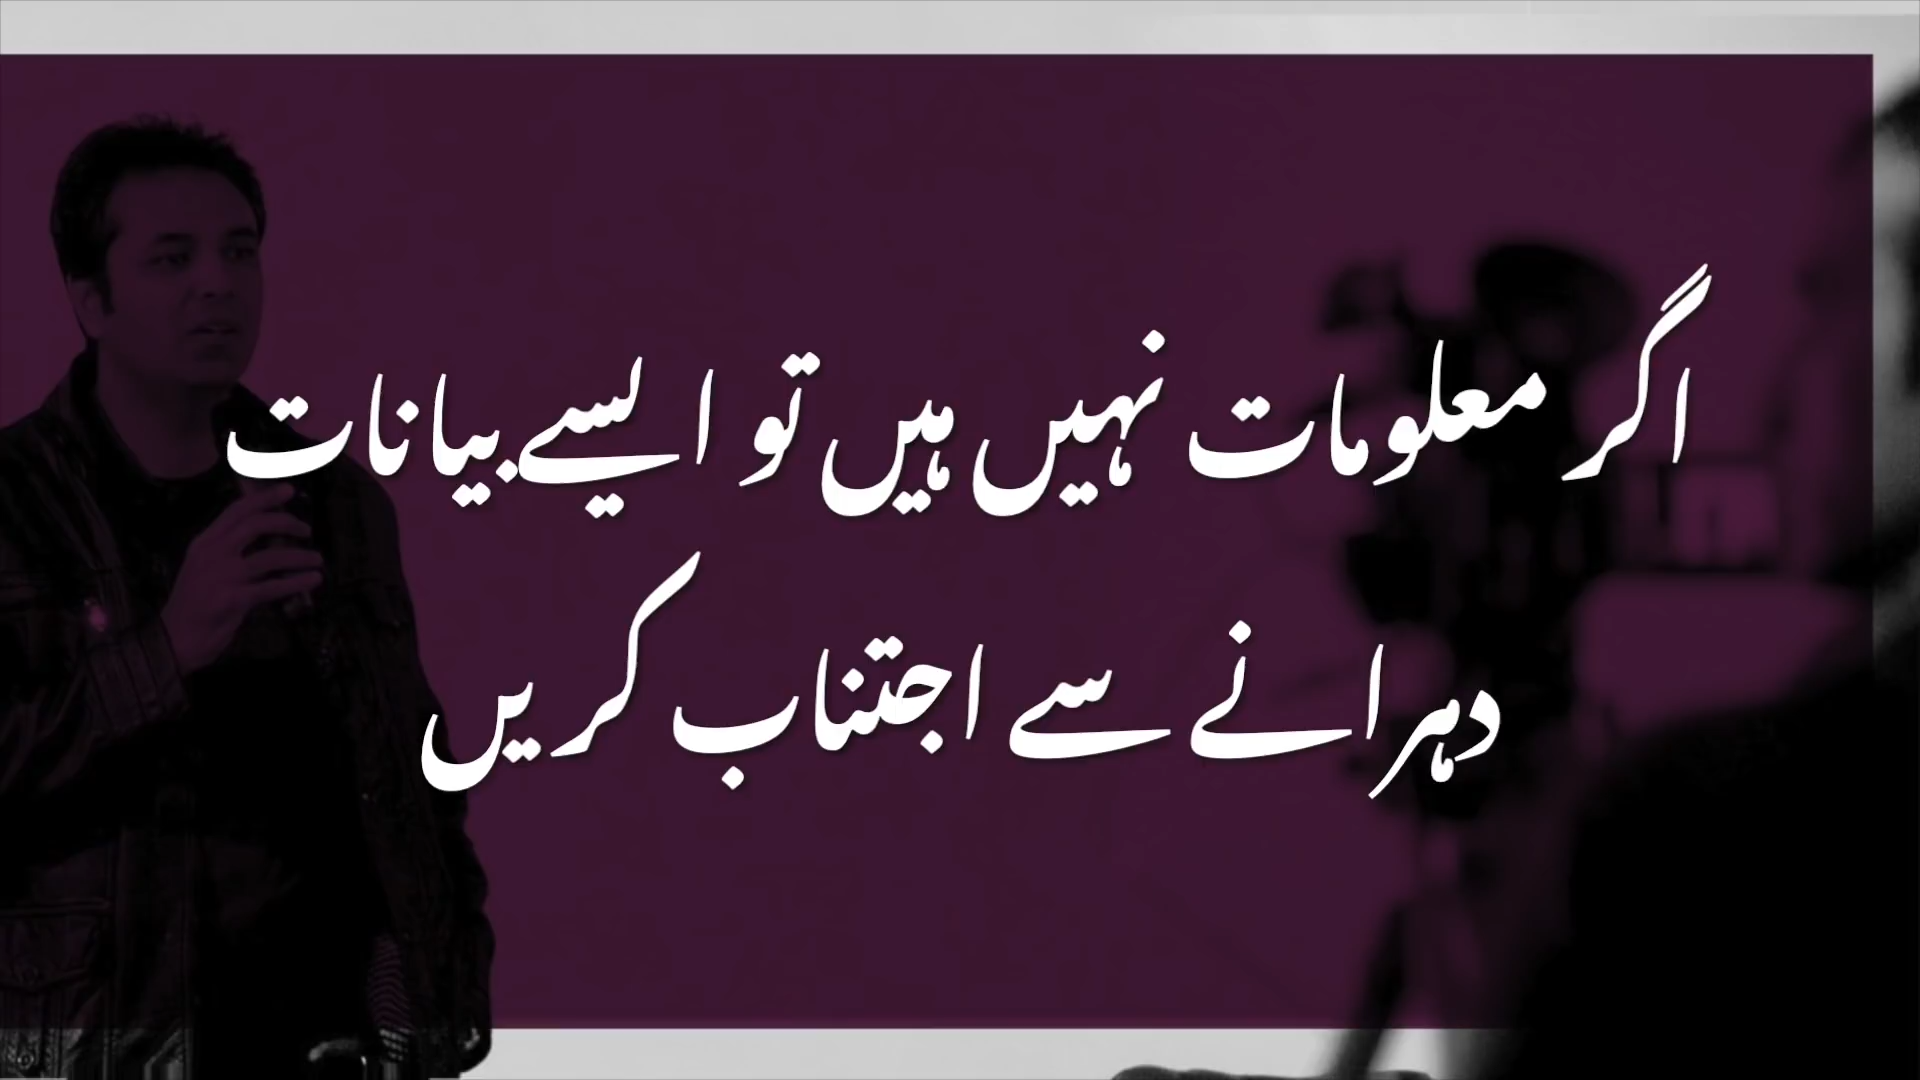 اگر معلومات نہیں ہیں تو ایسے بیانات
دہرانے سے اجتناب کریں